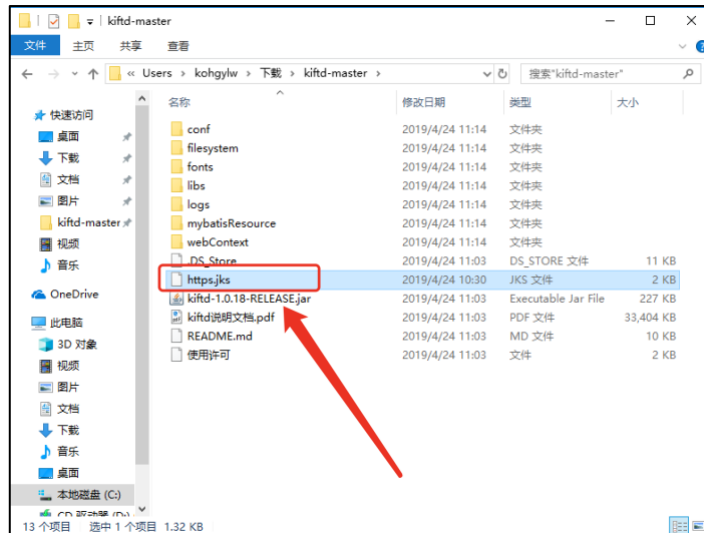 kiftd-master
文件 主页 共享 查看
« Users › kohgylw › 下载 › kiftd-master › 搜索"kiftd-master"
名称 修改日期 类型 大小
快速访问
桌面
下载
文档
图片
kiftd-master
视频
音乐
OneDrive
此电脑
3D 对象
视频
图片
文档
下载
音乐
桌面
本地磁盘 (C:)
CD 驱动器 (D:)
conf 2019/4/24 11:14 文件夹
filesystem 2019/4/24 11:14 文件夹
fonts 2019/4/24 11:14 文件夹
libs 2019/4/24 11:14 文件夹
logs 2019/4/24 11:14 文件夹
mybatisResource 2019/4/24 11:14 文件夹
webContext 2019/4/24 11:14 文件夹
.DS_Store 2019/4/24 11:03 DS_STORE 文件 11 KB
https.jks 2019/4/24 10:30 JKS 文件 2 KB
kiftd-1.0.18-RELEASE.jar 2019/4/24 11:03 Executable Jar File 227 KB
kiftd说明文档.pdf 2019/4/24 11:03 PDF 文件 33,404 KB
README.md 2019/4/24 11:03 MD 文件 10 KB
使用许可 2019/4/24 11:03 文件 2 KB
13 个项目 选中 1 个项目 1.32 KB